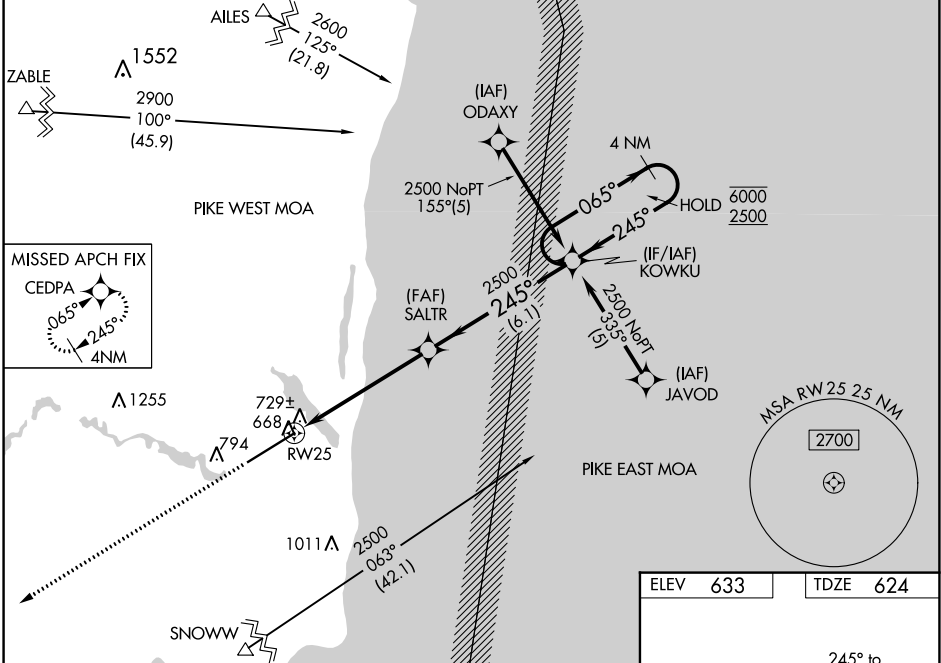 AILES
2600
125°
(21.8)
1552
ZABLE
2900
100°
(45.9)
(IAF)
ODAXY
4 NM
2500 NoPT
155°(5)
065°
HOLD
6000
2500
245°
PIKE WEST MOA
(IF/IAF)
KOWKU
MISSED APCH FIX
CEDPA
065°
245°
4NM
2500
245°
(6.1)
(FAF)
SALTR
2500 NoPT
335°
(5)
(IAF)
JAVOD
1255
729±
668
794
RW25
MSA RW25 25 NM
2700
PIKE EAST MOA
1011
2500
063°
(42.1)
SNOWW
ELEV 633
TDZE 624
245° to